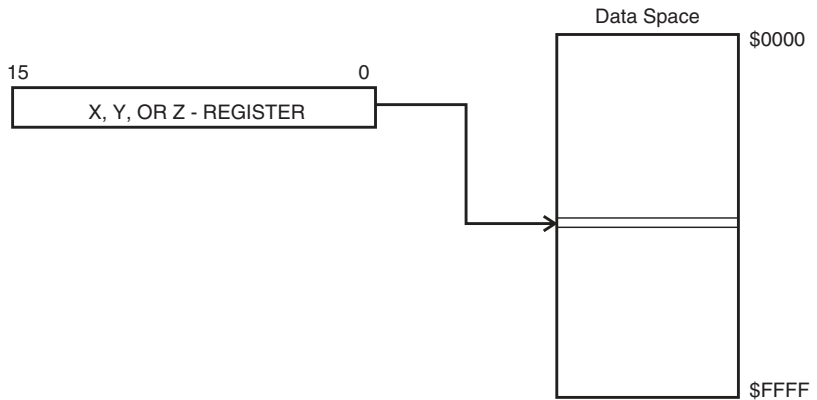 Data Space
$0000
15 0
X, Y, OR Z - REGISTER
$FFFF